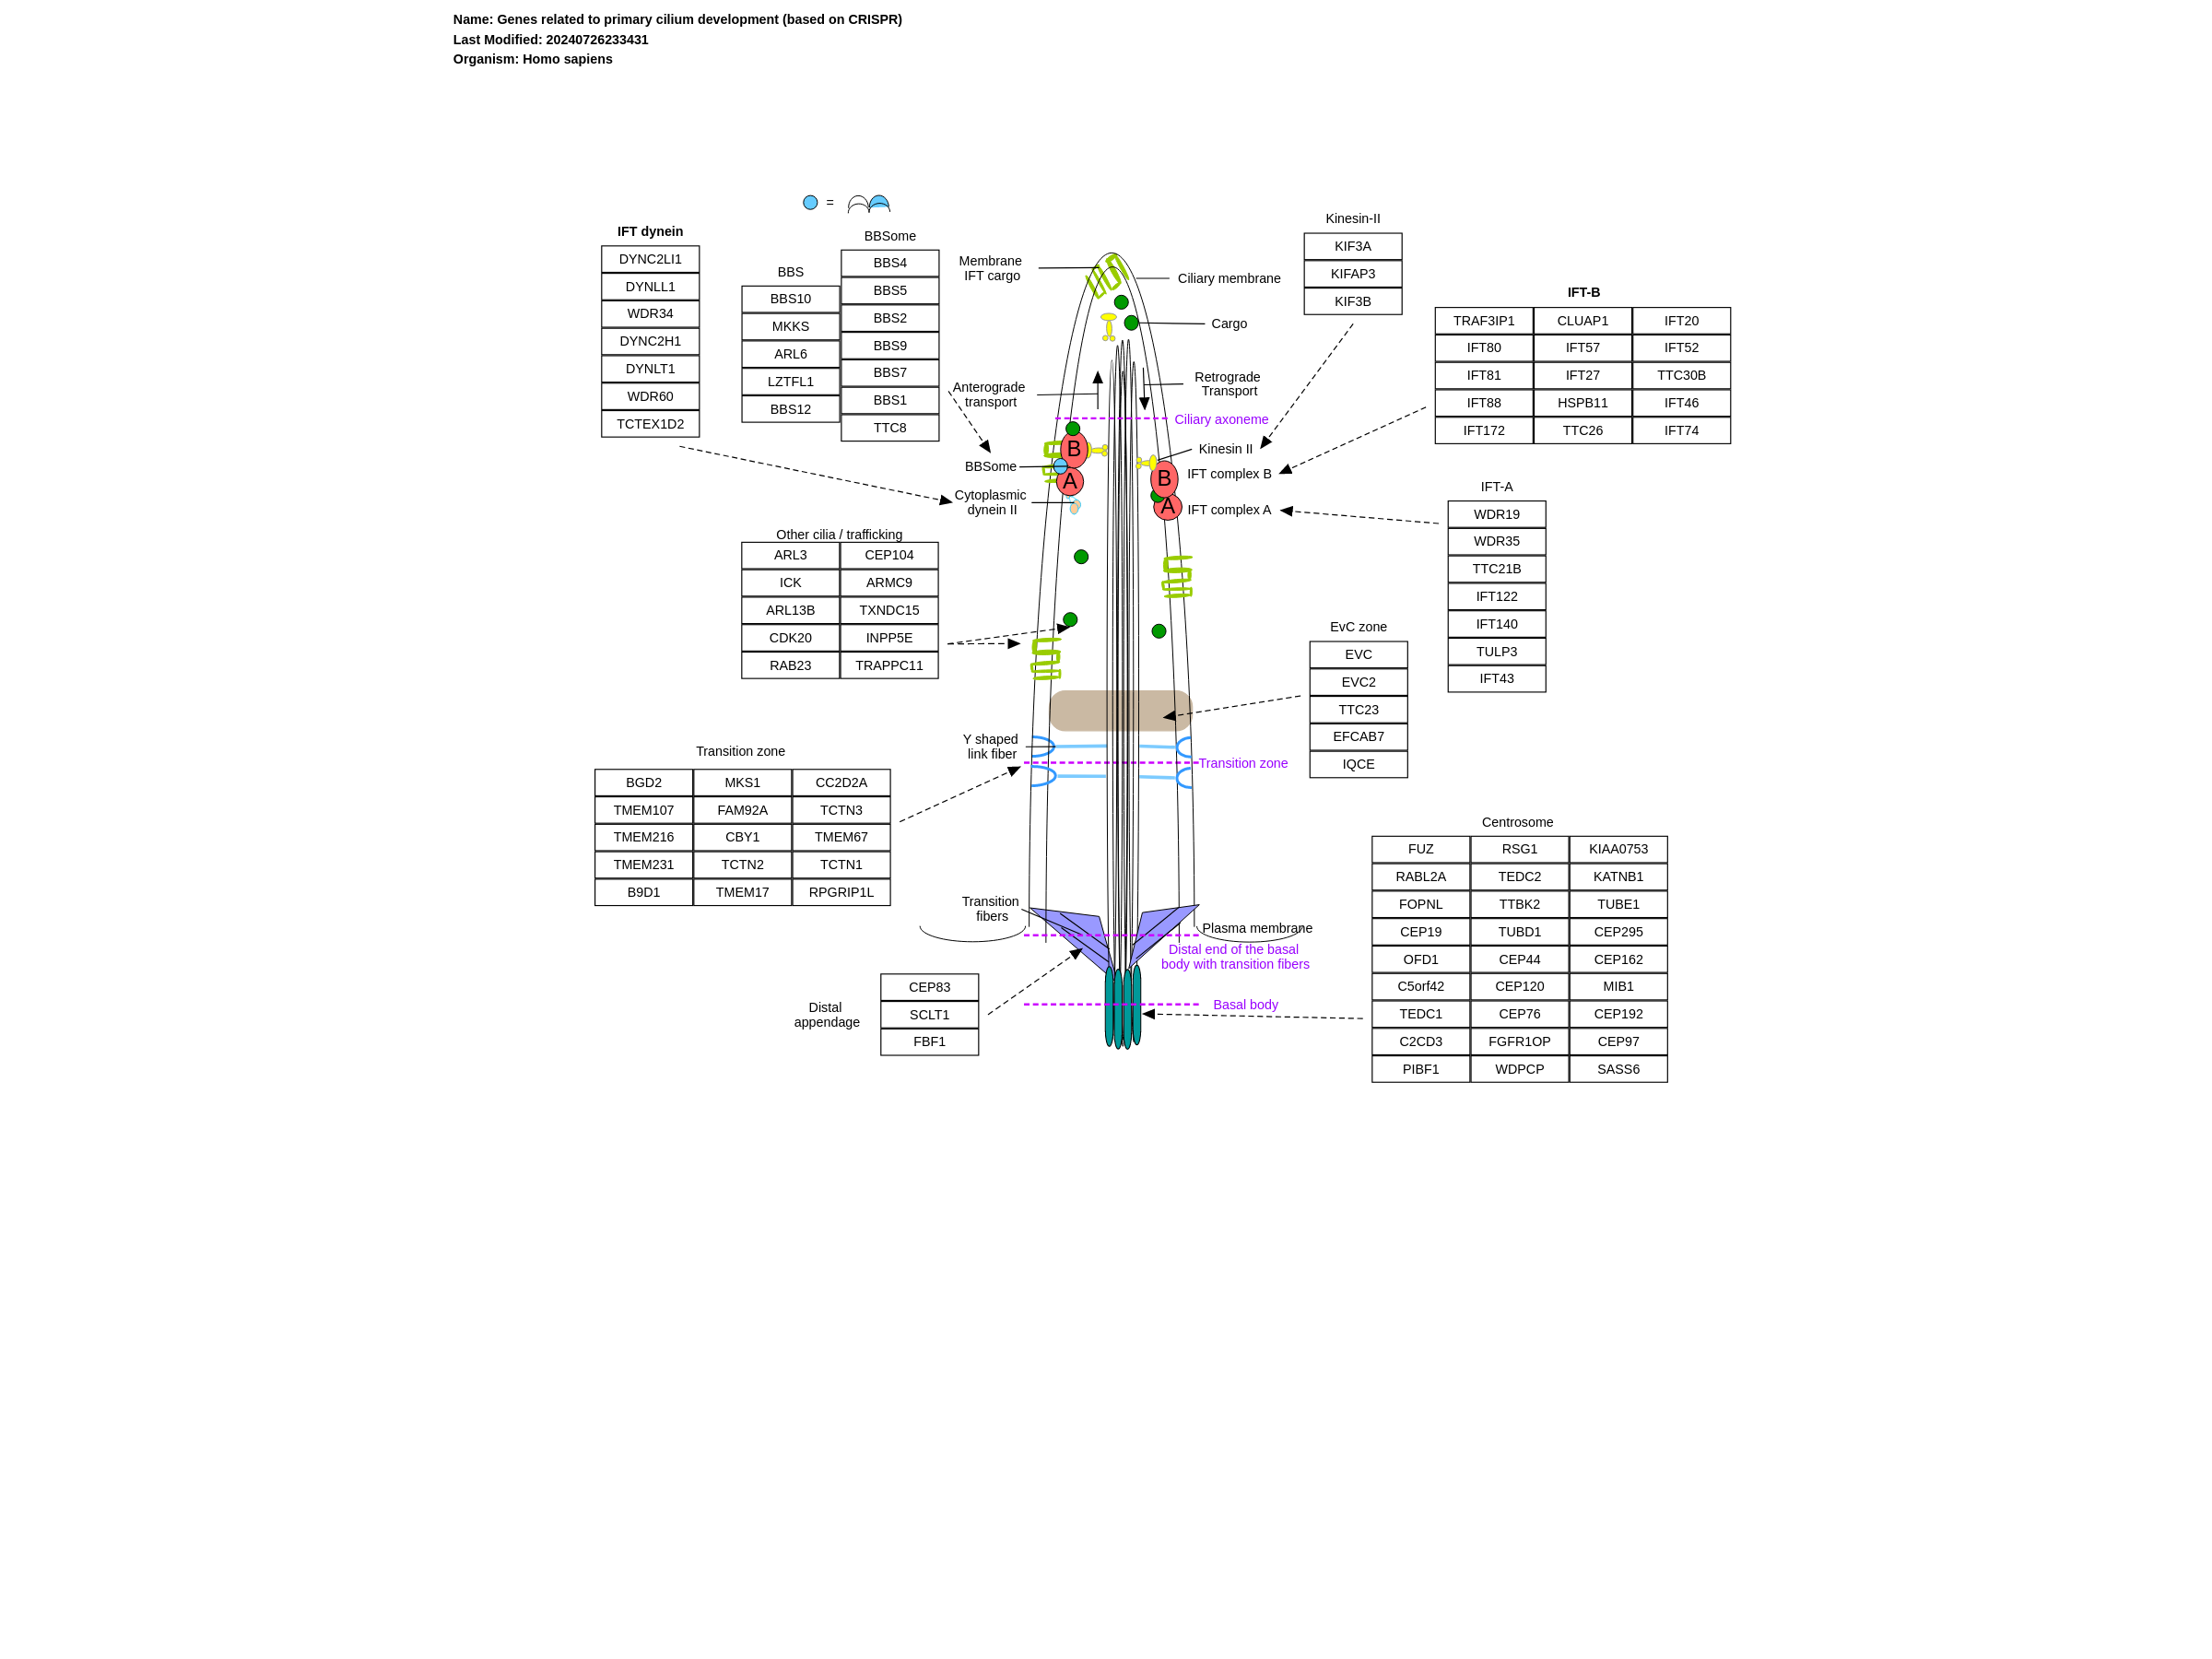 Name: Genes related to primary cilium development (based on CRISPR)
Last Modified: 20240726233431
Organism: Homo sapiens
=
IFT dynein
DYNC2LI1
DYNLL1
WDR34
DYNC2H1
DYNLT1
WDR60
TCTEX1D2
BBS
BBS10
MKKS
ARL6
LZTFL1
BBS12
BBSome
BBS4
BBS5
BBS2
BBS9
BBS7
BBS1
TTC8
Membrane
IFT cargo
Ciliary membrane
Cargo
Anterograde
transport
Retrograde
Transport
Ciliary axoneme
Kinesin-II
KIF3A
KIFAP3
KIF3B
IFT-B
TRAF3IP1 CLUAP1 IFT20
IFT80 IFT57 IFT52
IFT81 IFT27 TTC30B
IFT88 HSPB11 IFT46
IFT172 TTC26 IFT74
B
A
B
A
Kinesin II
BBSome
IFT complex B
Cytoplasmic
dynein II
IFT complex A
IFT-A
WDR19
WDR35
TTC21B
IFT122
IFT140
TULP3
IFT43
Other cilia / trafficking
ARL3 CEP104
ICK ARMC9
ARL13B TXNDC15
CDK20 INPP5E
RAB23 TRAPPC11
EvC zone
EVC
EVC2
TTC23
EFCAB7
IQCE
Y shaped
link fiber
Transition zone
Transition zone
BGD2 MKS1 CC2D2A
TMEM107 FAM92A TCTN3
TMEM216 CBY1 TMEM67
TMEM231 TCTN2 TCTN1
B9D1 TMEM17 RPGRIP1L
Transition
fibers
Plasma membrane
Distal end of the basal
body with transition fibers
Basal body
Distal
appendage
CEP83
SCLT1
FBF1
Centrosome
FUZ RSG1 KIAA0753
RABL2A TEDC2 KATNB1
FOPNL TTBK2 TUBE1
CEP19 TUBD1 CEP295
OFD1 CEP44 CEP162
C5orf42 CEP120 MIB1
TEDC1 CEP76 CEP192
C2CD3 FGFR1OP CEP97
PIBF1 WDPCP SASS6